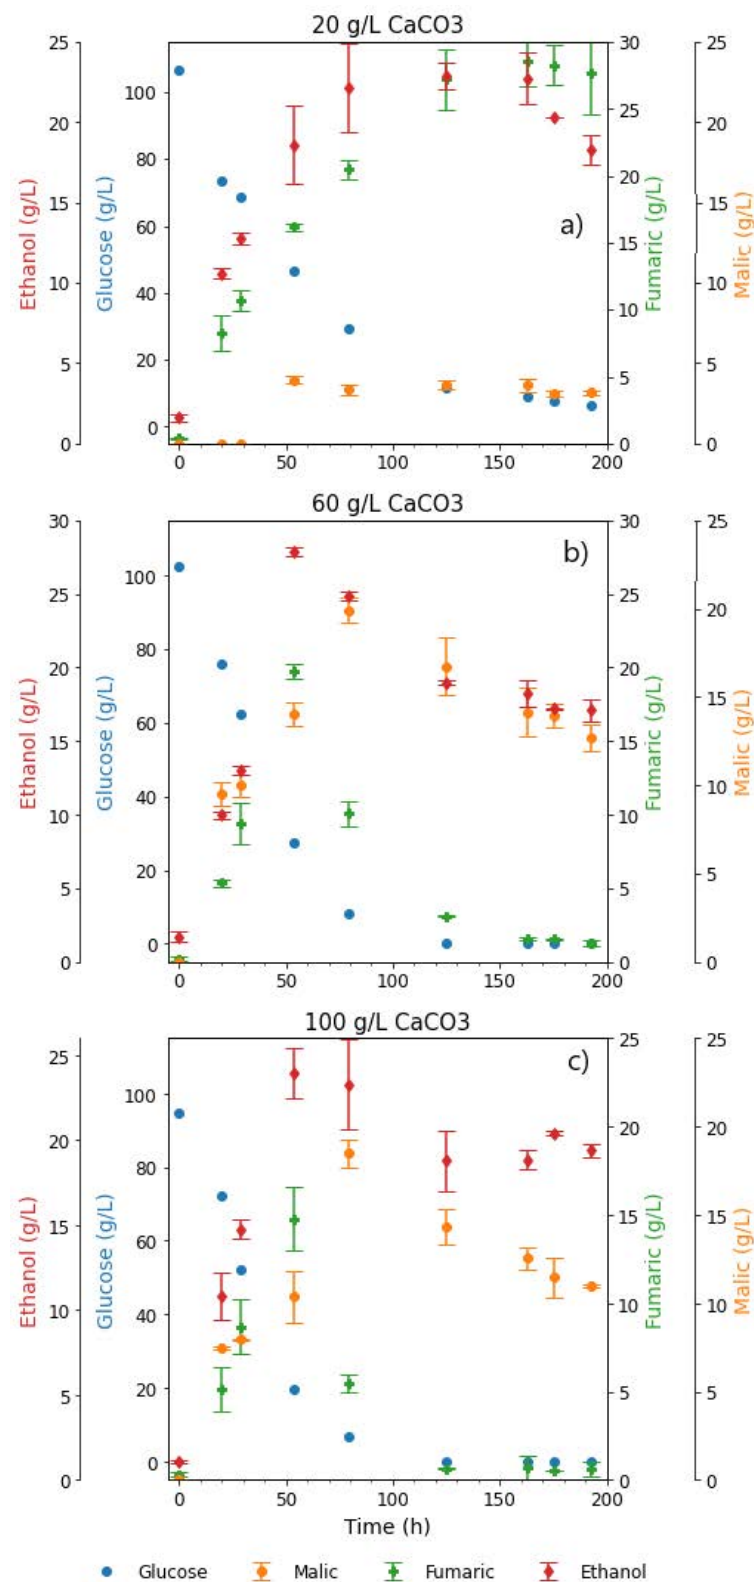 20 g/L CaCO3
25 30 25
100
20 25 20
80
20
15 15
60 a)
15
10 40 10
10
20
5 5 5
0
0 0 0
0 50 100 150 200
Ethanol (g/L)
Glucose (g/L)
Fumaric (g/L)
Malic (g/L)
60 g/L CaCO3
30 30 25
b)
100
25 25
20
80
20 20
15
60
15 15
40 10
10 10
20
5 5 5
0
0 0 0
0 50 100 150 200
Ethanol (g/L)
Glucose (g/L)
Fumaric (g/L)
Malic (g/L)
100 g/L CaCO3
25 25
25 c)
100
20 20 20
80
15 60 15 15
10 40 10 10
5 20 5 5
0
0 0 0
0 50 100 150 200
Ethanol (g/L)
Glucose (g/L)
Fumaric (g/L)
Malic (g/L)
Time (h)
Glucose Malic Fumaric Ethanol